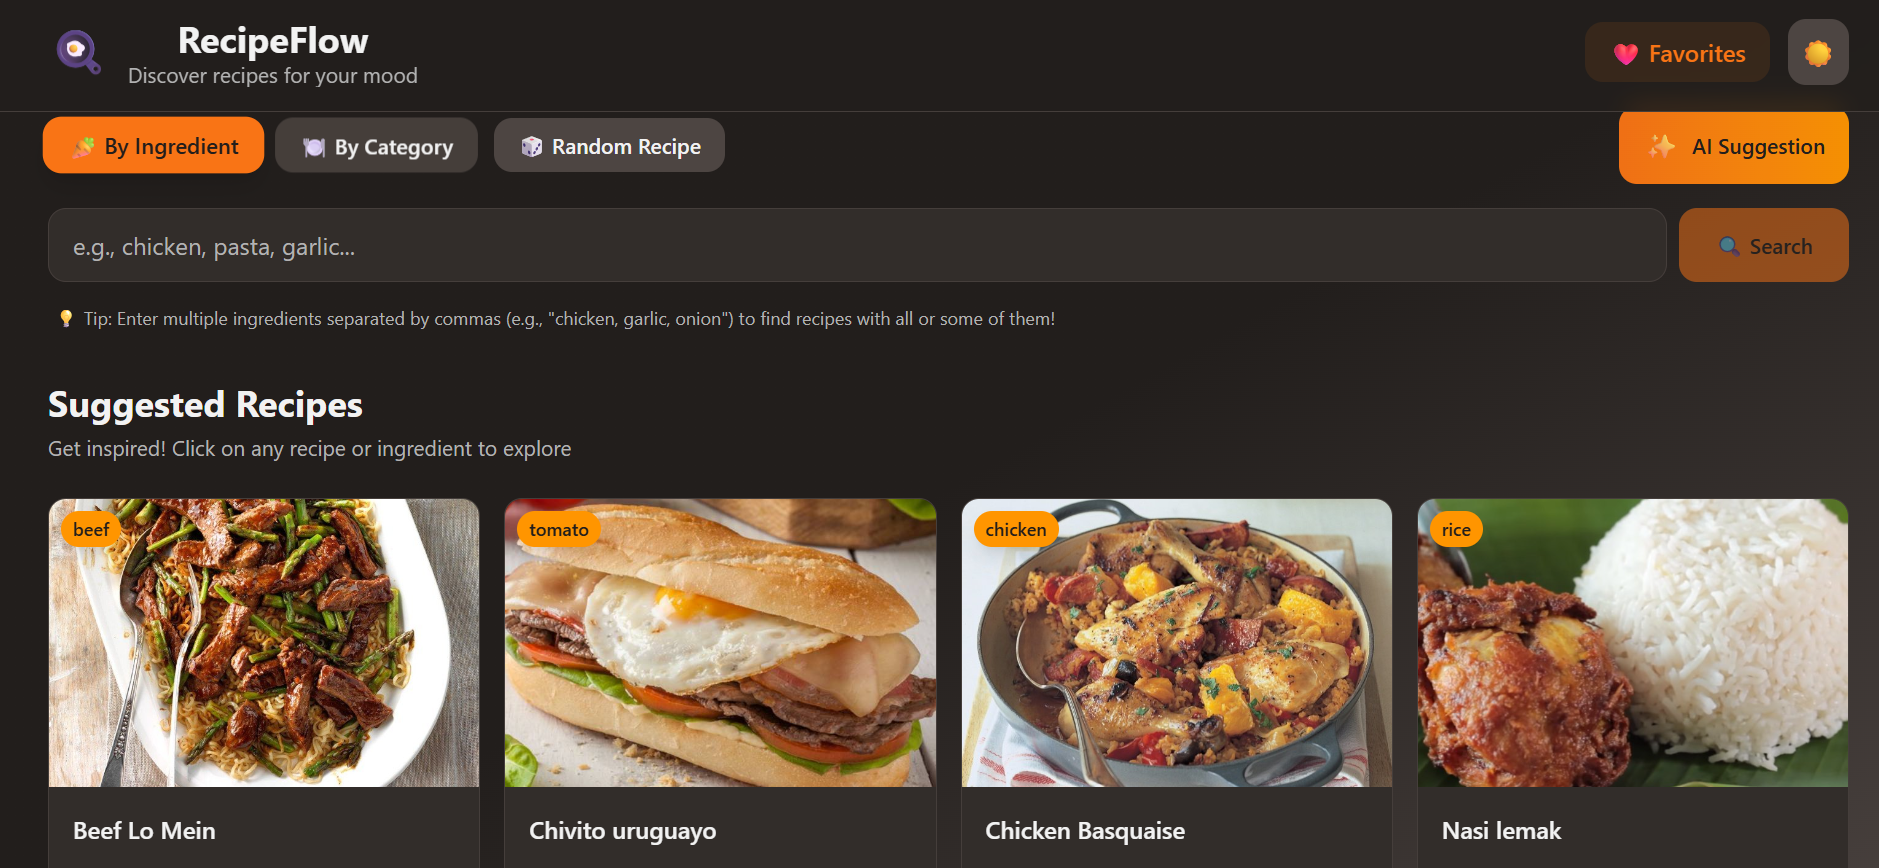 RecipeFlow
Discover recipes for your mood
Favorites
By Ingredient
By Category
Random Recipe
AI Suggestion
e.g., chicken, pasta, garlic...
Search
Tip: Enter multiple ingredients separated by commas (e.g., "chicken, garlic, onion") to find recipes with all or some of them!
Suggested Recipes
Get inspired! Click on any recipe or ingredient to explore
beef
tomato
chicken
rice
Beef Lo Mein
Chivito uruguayo
Chicken Basquaise
Nasi lemak